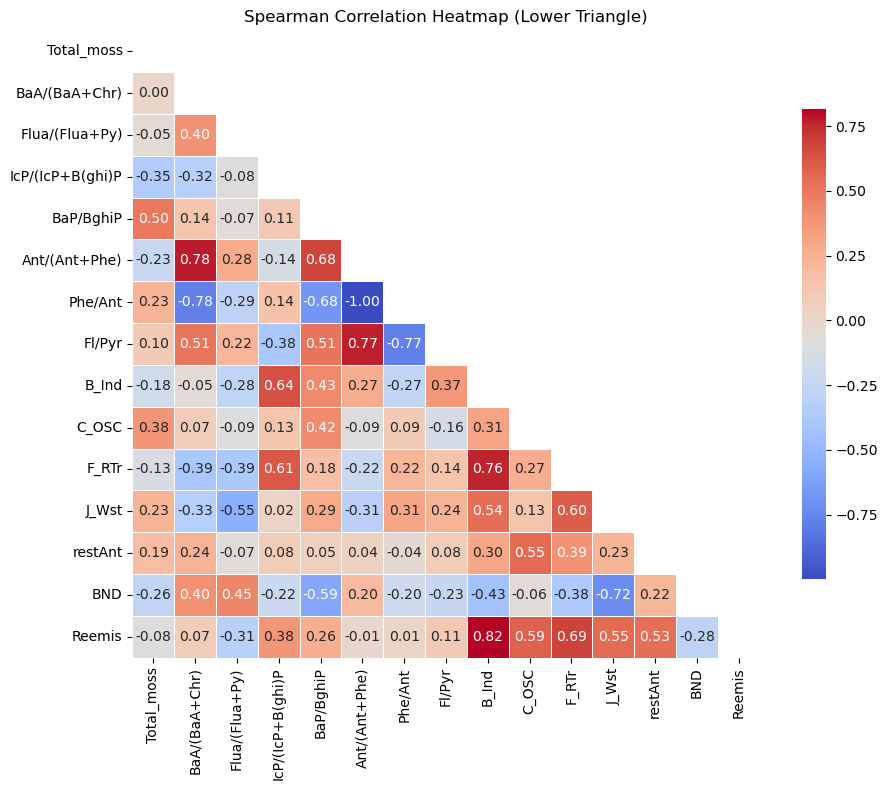 Spearman Correlation Heatmap (Lower Triangle)
Total_moss
BaA/(BaA+Chr) 0.00
Flua/(Flua+Py) -0.05 0.40
IcP/(IcP+B(ghi)P -0.35 -0.32 -0.08
BaP/BghiP 0.50 0.14 -0.07 0.11
Ant/(Ant+Phe) -0.23 0.78 0.28 -0.14 0.68
Phe/Ant 0.23 -0.78 -0.29 0.14 -0.68 -1.00
Fl/Pyr 0.10 0.51 0.22 -0.38 0.51 0.77 -0.77
B_Ind -0.18 -0.05 -0.28 0.64 0.43 0.27 -0.27 0.37
C_OSC 0.38 0.07 -0.09 0.13 0.42 -0.09 0.09 -0.16 0.31
F_RTr -0.13 -0.39 -0.39 0.61 0.18 -0.22 0.22 0.14 0.76 0.27
J_Wst 0.23 -0.33 -0.55 0.02 0.29 -0.31 0.31 0.24 0.54 0.13 0.60
restAnt 0.19 0.24 -0.07 0.08 0.05 0.04 -0.04 0.08 0.30 0.55 0.39 0.23
BND -0.26 0.40 0.45 -0.22 -0.59 0.20 -0.20 -0.23 -0.43 -0.06 -0.38 -0.72 0.22
Reemis -0.08 0.07 -0.31 0.38 0.26 -0.01 0.01 0.11 0.82 0.59 0.69 0.55 0.53 -0.28
Total_moss
BaA/(BaA+Chr)
Flua/(Flua+Py)
IcP/(IcP+B(ghi)P
BaP/BghiP
Ant/(Ant+Phe)
Phe/Ant
Fl/Pyr
B_Ind
C_OSC
F_RTr
J_Wst
restAnt
BND
Reemis
0.75
0.50
0.25
0.00
−0.25
−0.50
−0.75